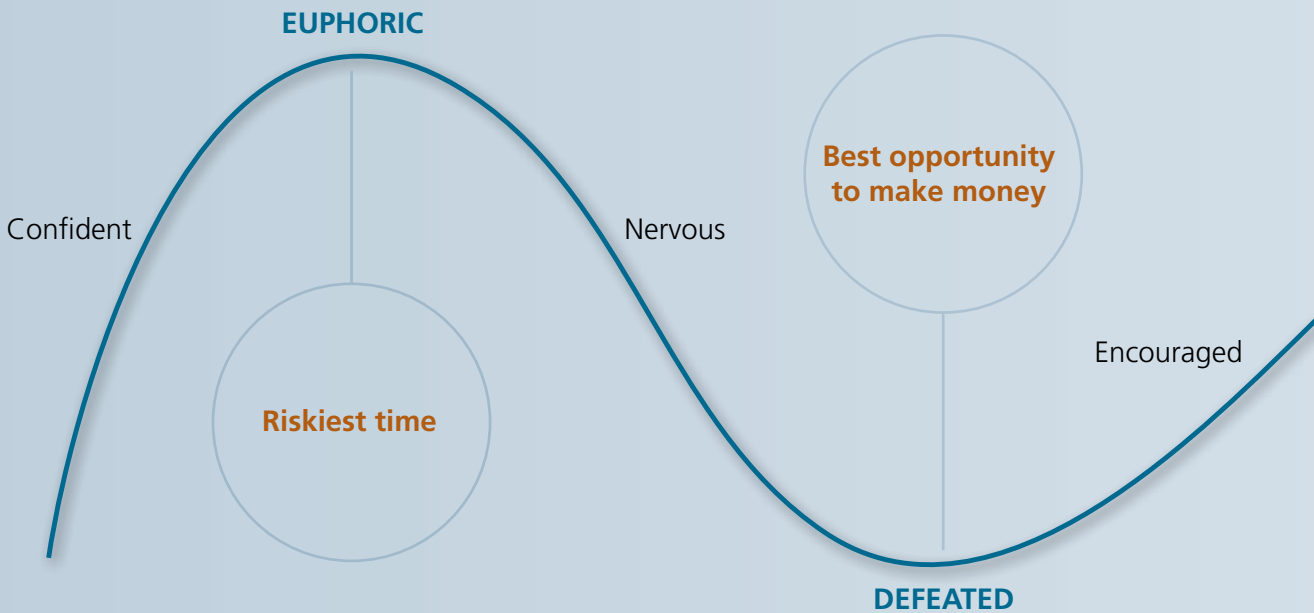 EUPHORIC
Confident
Nervous
Best opportunity
to make money
Riskiest time
Encouraged
DEFEATED